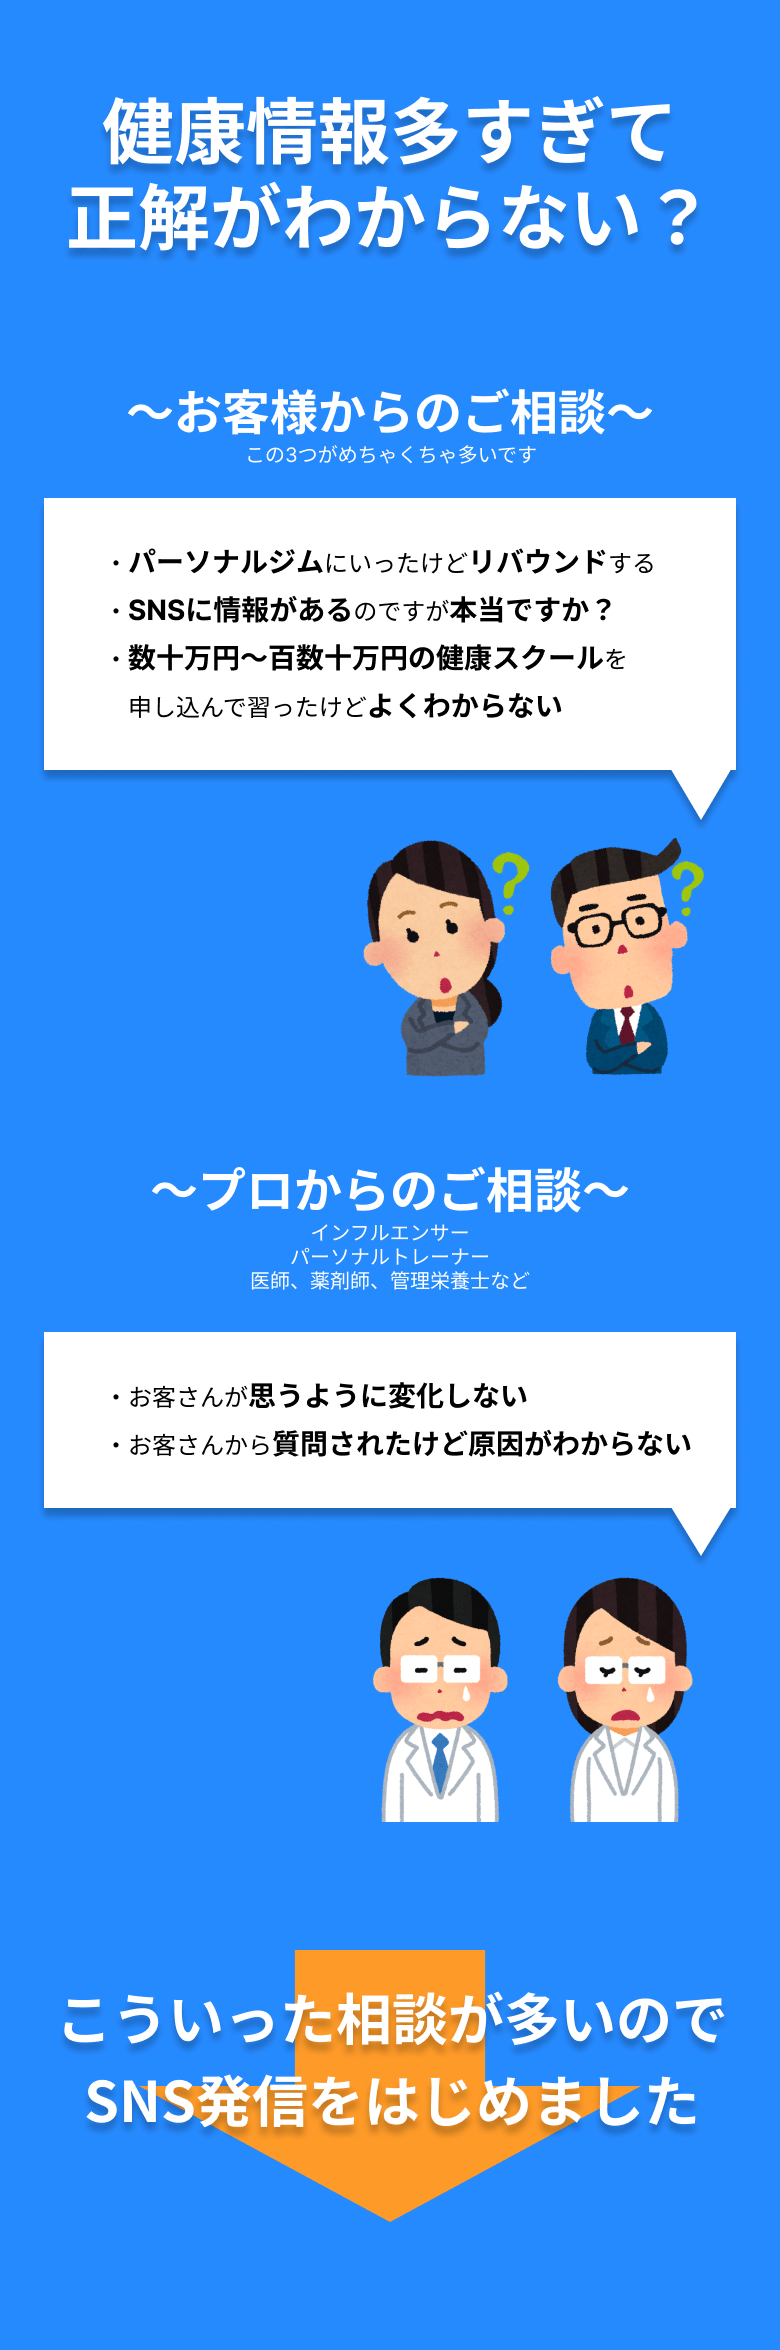 健康情報多すぎて
正解がわからない？
〜お客様からのご相談〜
この3つがめちゃくちゃ多いです
・パーソナルジムにいったけどリバウンドする
・SNSに情報があるのですが本当ですか？
・数十万円〜百数十万円の健康スクールを
申し込んで習ったけどよくわからない
？ ？
〜プロからのご相談〜
インフルエンサー
パーソナルトレーナー
医師、薬剤師、管理栄養士など
・お客さんが思うように変化しない
・お客さんから質問されたけど原因がわからない
こういった相談が多いので
SNS発信をはじめました